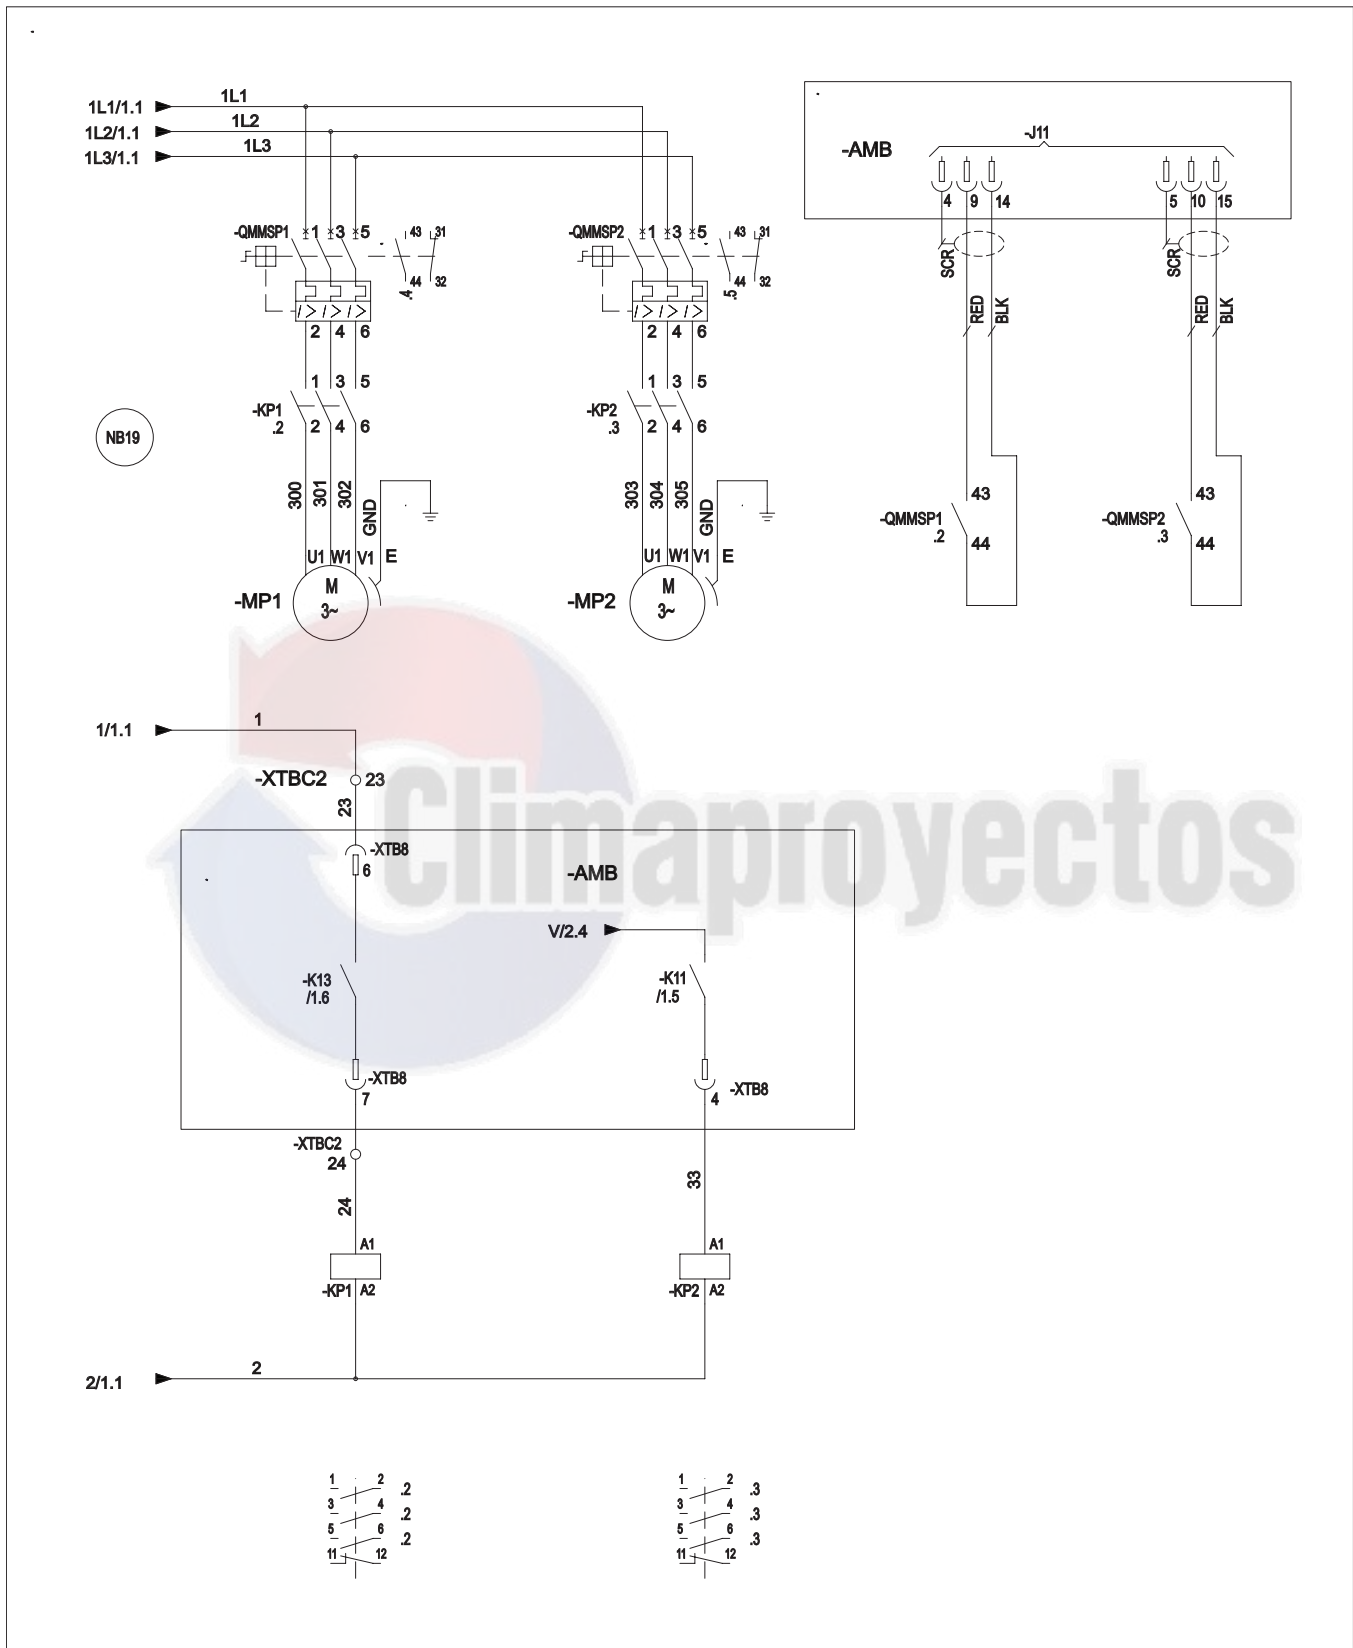 1L1/1.1 1L1
1L2/1.1 1L2
1L3/1.1 1L3
-AMB -J11
4 9 14 5 10 15
-QMMSP1 1 3 5 43 31
-QMMSP2 1 3 5 43 31
44 32 44 32
.4 .5
2 4 6 2 4 6
SCR SCR
RED BLK RED BLK
1 3 5 1 3 5
-KP1 -KP2
.2 2 4 6 .3 2 4 6
NB19
300 301 302 GND 303 304 305 GND
43 43
-QMMSP1 -QMMSP2
.2 .3
44 44
U1 W1 V1 E U1 W1 V1 E
-MP1 M -MP2 M
3~ 3~
1/1.1 1
-XTBC2 23
23
Climaproyectos
-XTB8
6
-AMB
V/2.4
-K13 -K11
/1.6 /1.5
-XTB8 -XTB8
7 4
-XTBC2
24
24 33
A1 A1
-KP1 A2 -KP2 A2
2/1.1 2
1 2 .2 1 2 .3
3 4 .2 3 4 .3
5 6 .2 5 6 .3
11 12 11 12